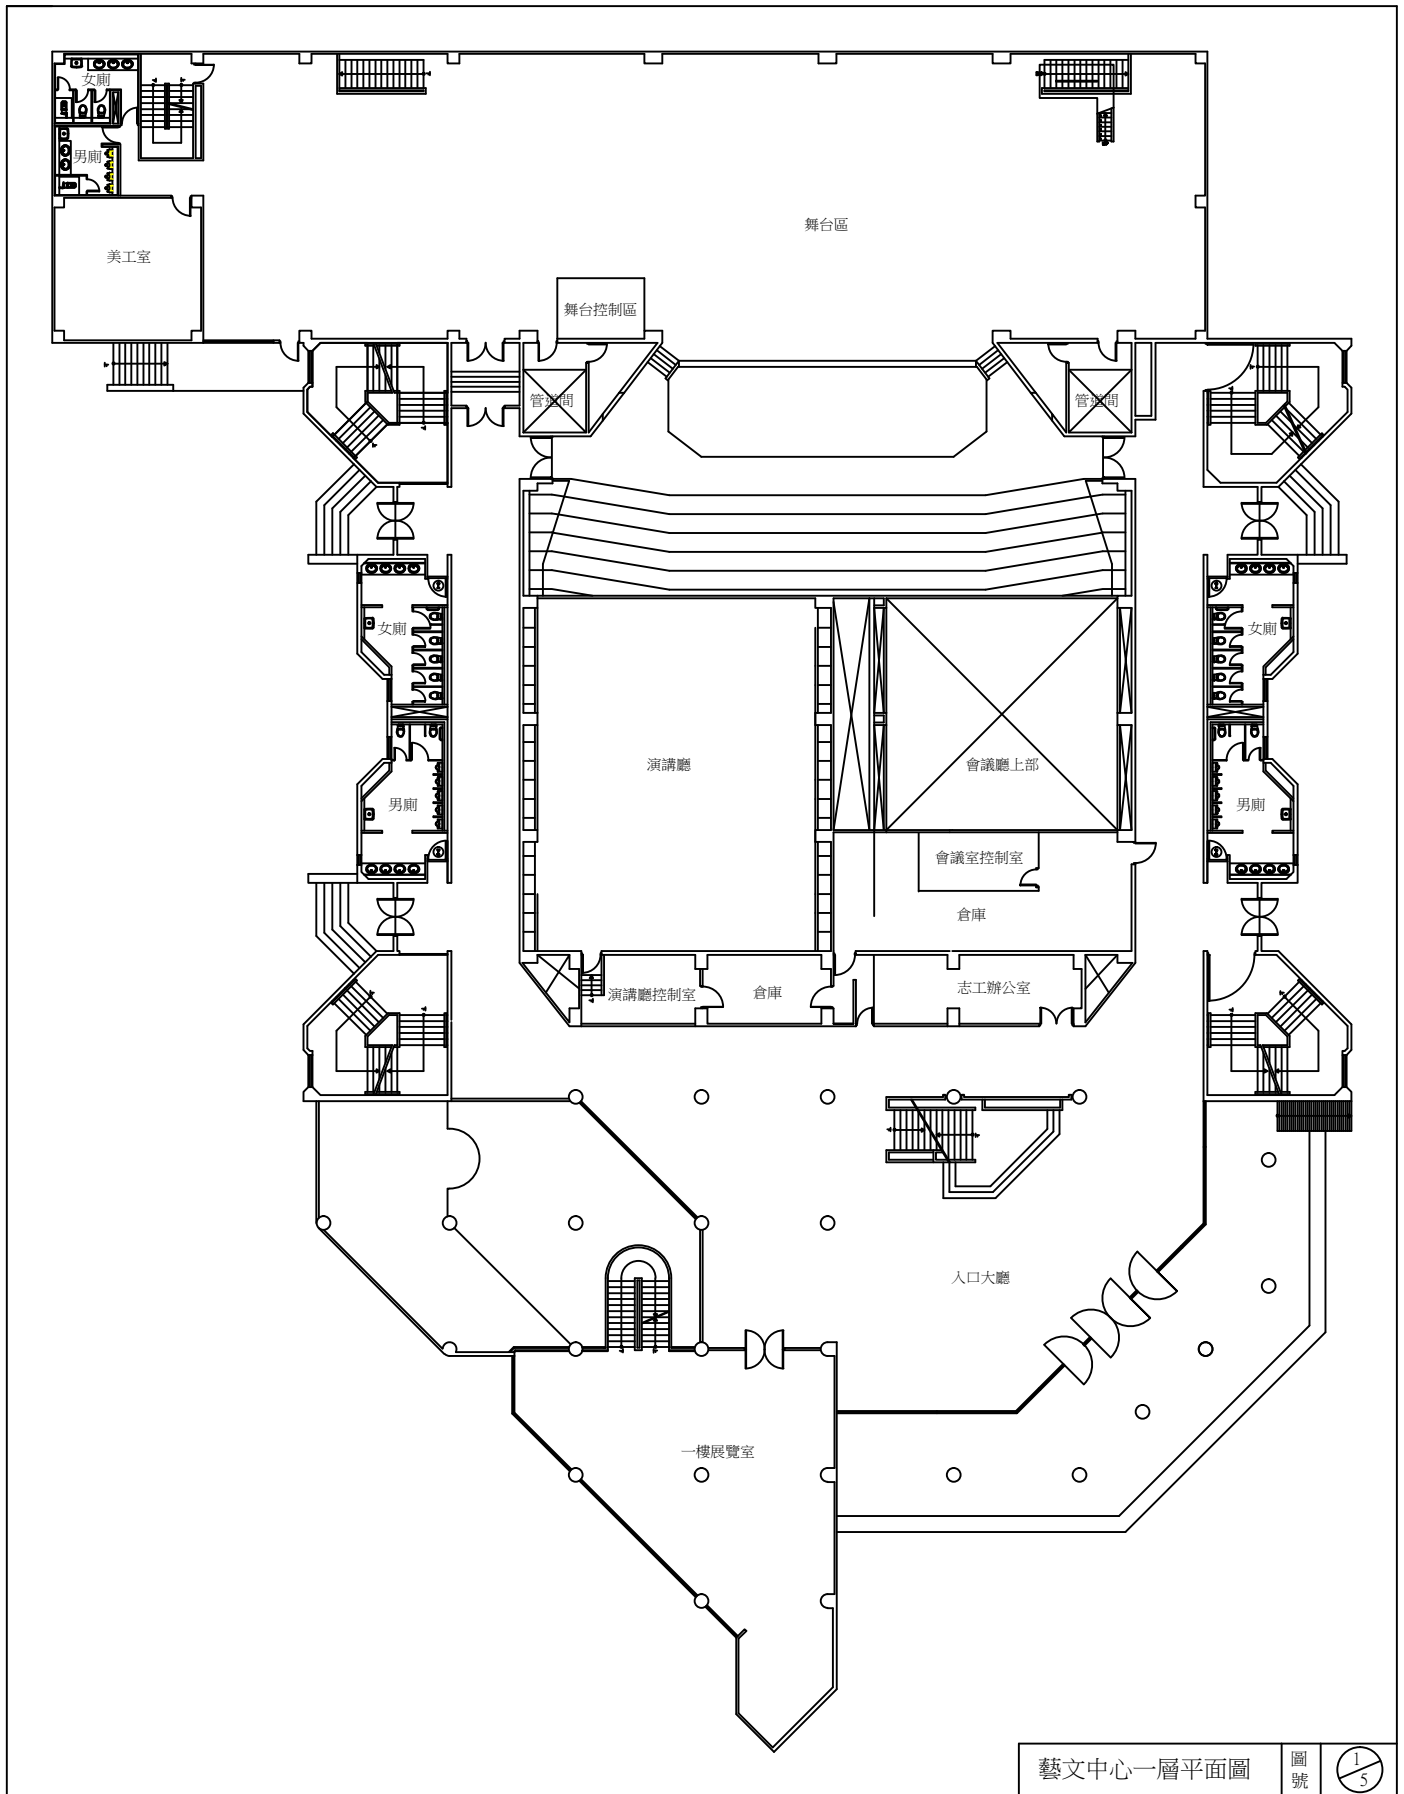 女廁
男廁
美工室
舞台區
舞台控制區
管道間
管道間
女廁
女廁
演講廳
會議廳上部
男廁
男廁
會議室控制室
倉庫
演講廳控制室
倉庫
志工辦公室
入口大廳
一樓展覽室
藝文中心一層平面圖
圖號
1
5